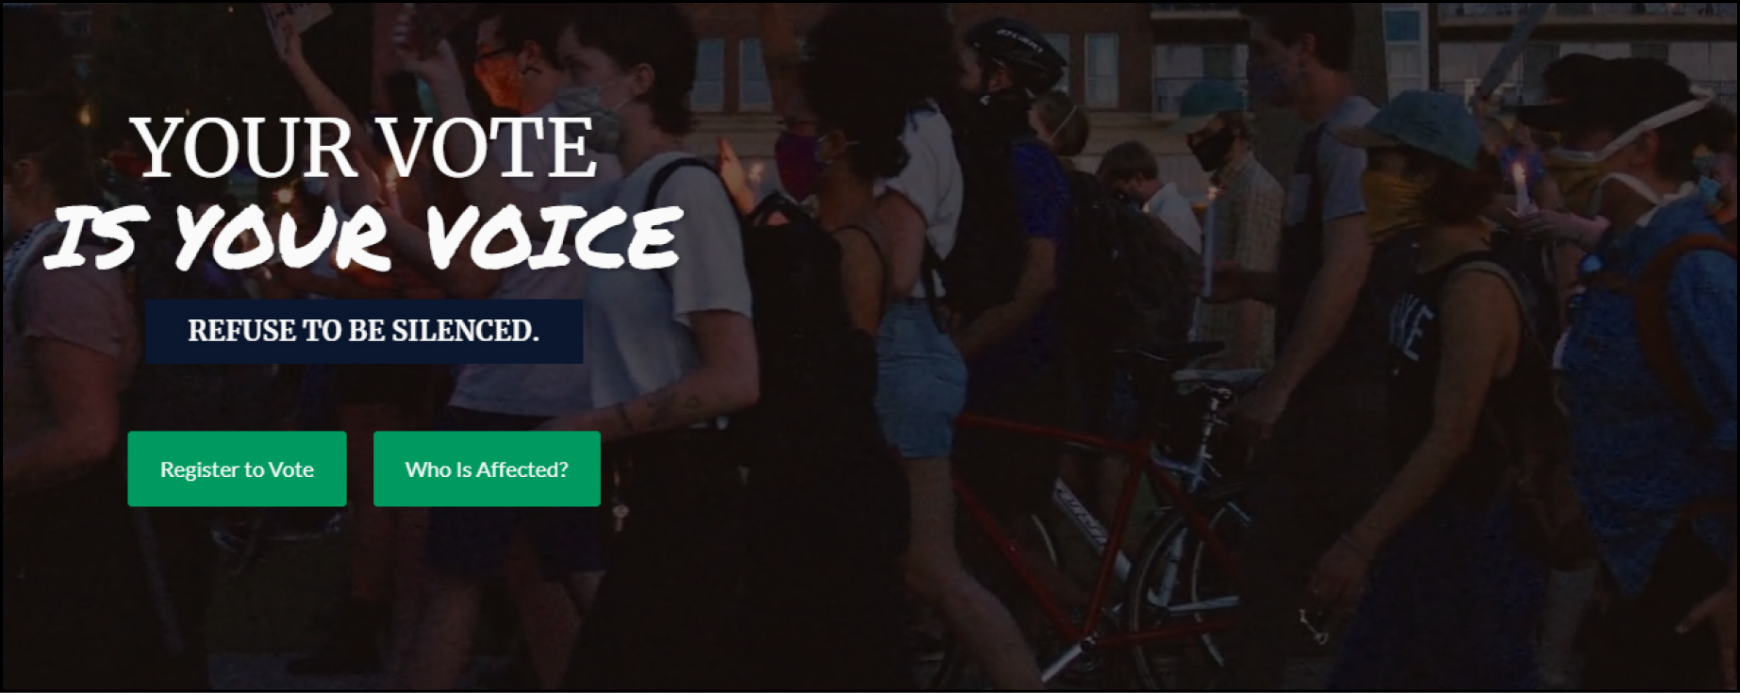 YOUR VOTE
IS YOUR VOICE
REFUSE TO BE SILENCED.
Register to Vote
Who Is Affected?